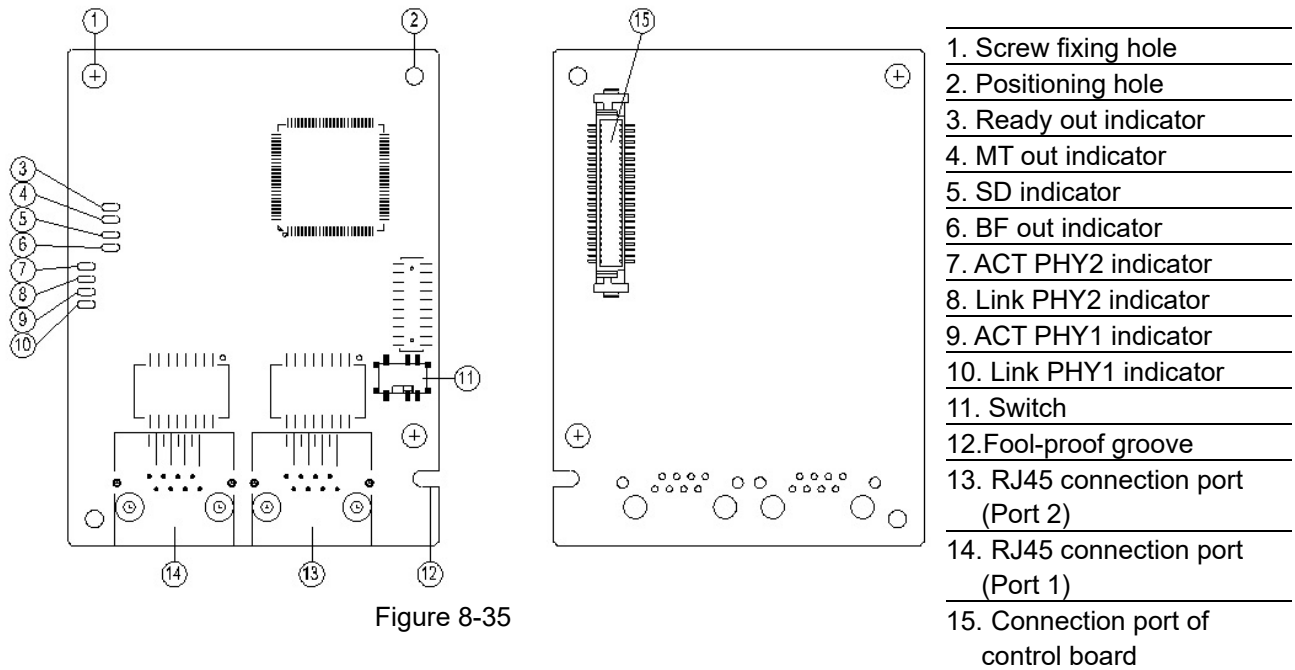 1
2
15
3
4
5
6
7
8
9
10
11
14
13
12
Figure 8-35
1. Screw fixing hole
2. Positioning hole
3. Ready out indicator
4. MT out indicator
5. SD indicator
6. BF out indicator
7. ACT PHY2 indicator
8. Link PHY2 indicator
9. ACT PHY1 indicator
10. Link PHY1 indicator
11. Switch
12.Fool-proof groove
13. RJ45 connection port
(Port 2)
14. RJ45 connection port
(Port 1)
15. Connection port of
control board